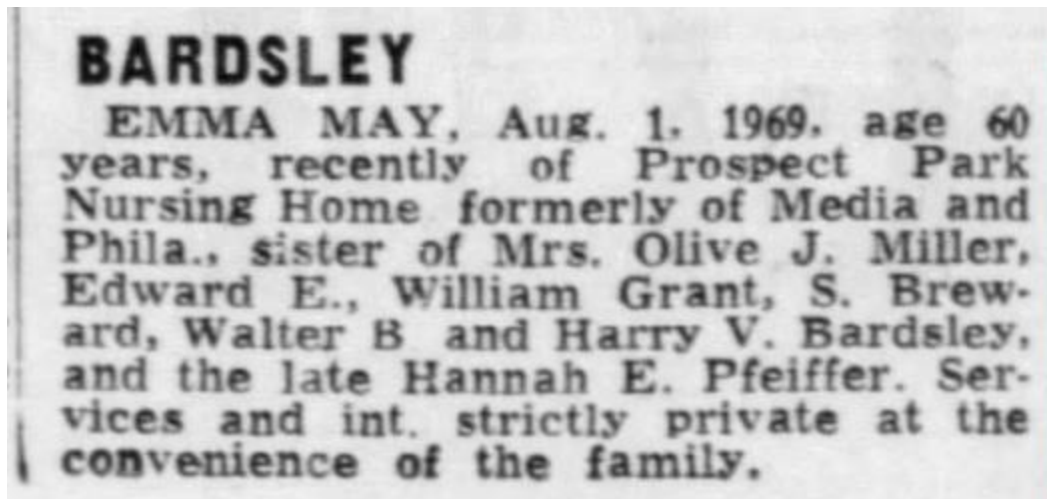 BARDSLEY
EMMA MAY, Aug. 1, 1969, age 60
years, recently of Prospect Park
Nursing Home formerly of Media and
Phila., sister of Mrs. Olive J. Miller,
Edward E., William Grant, S. Brew-
ard, Walter B and Harry V. Bardsley,
and the late Hannah E. Pfeiffer. Ser-
vices and int. strictly private at the
convenience of the family.